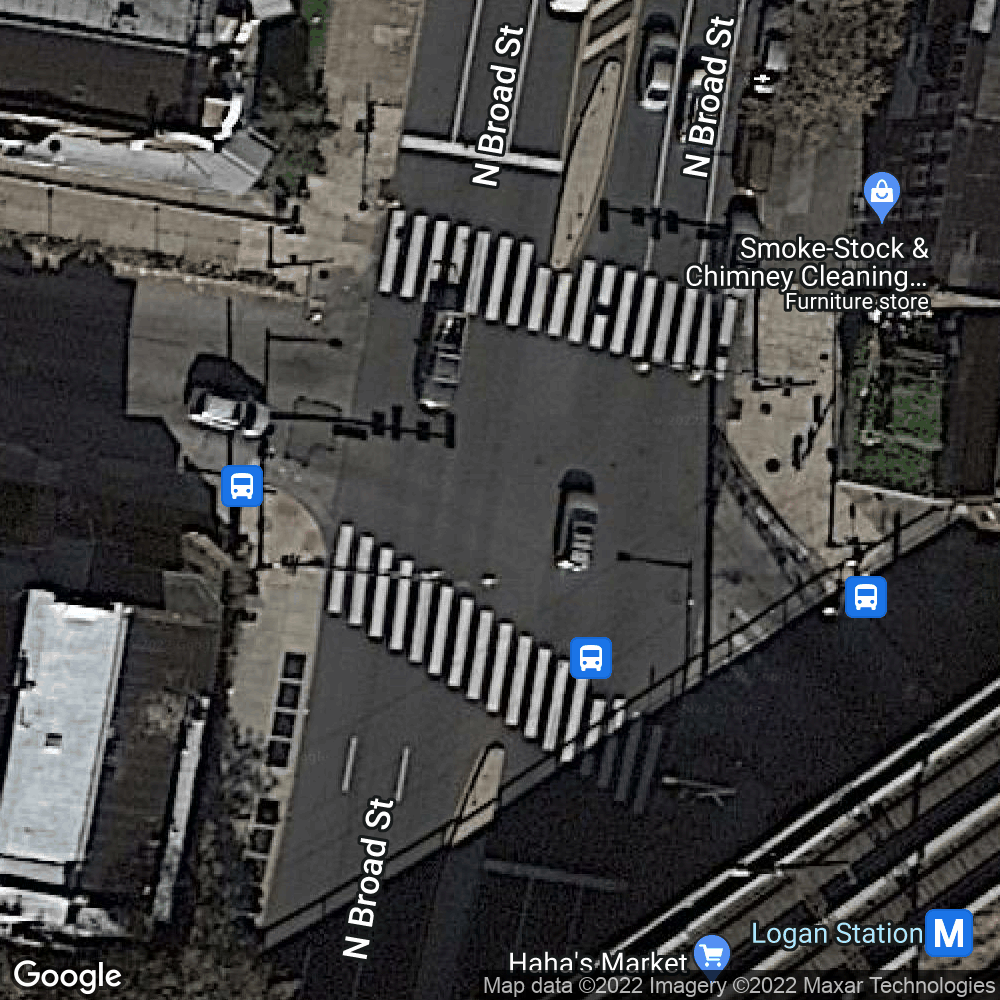 N Broad St
N Broad St
Smoke-Stock &
Chimney Cleaning...
Furniture store
N Broad St
Logan Station
M
Haha's Market
Google
Map data ©2022 Imagery ©2022 Maxar Technologies